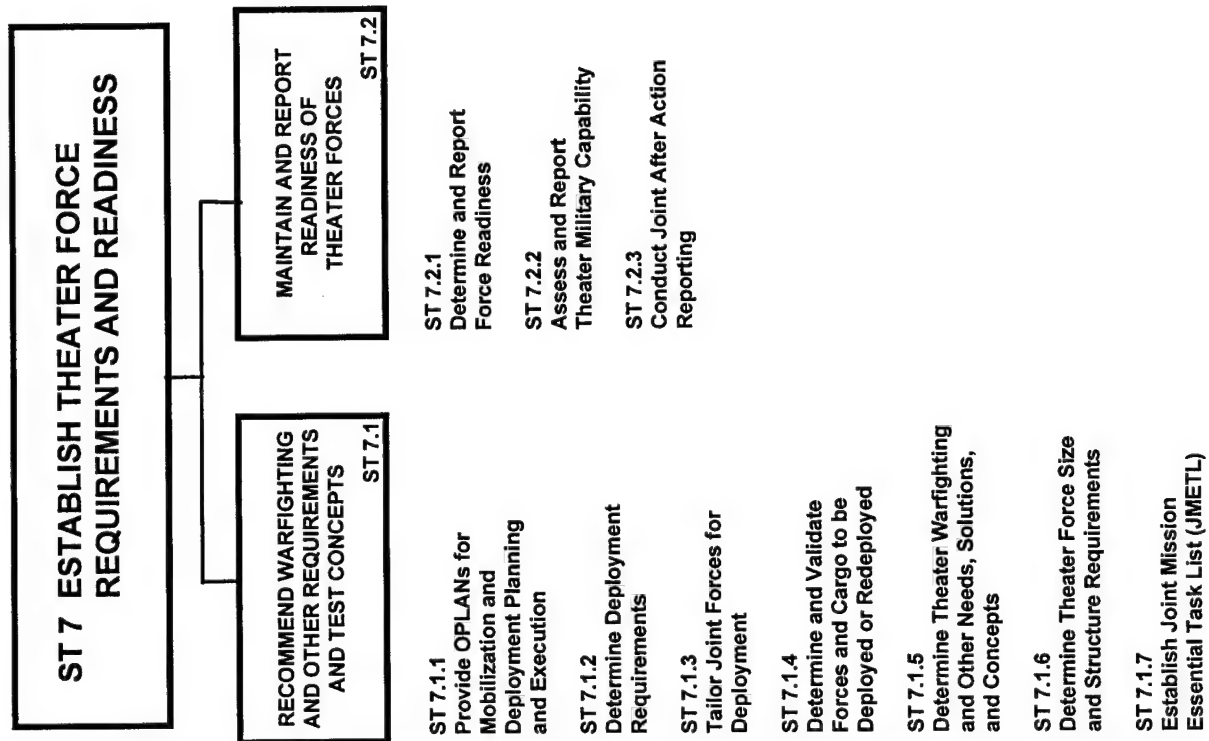 ST 7 ESTABLISH THEATER FORCE
REQUIREMENTS AND READINESS
RECOMMEND WARFIGHTING
AND OTHER REQUIREMENTS
AND TEST CONCEPTS
ST 7.1
ST 7.1.1
Provide OPLANs for
Mobilization and
Deployment Planning
and Execution
ST 7.1.2
Determine Deployment
Requirements
ST 7.1.3
Tailor Joint Forces for
Deployment
ST 7.1.4
Determine and Validate
Forces and Cargo to be
Deployed or Redeployed
ST 7.1.5
Determine Theater Warfighting
and Other Needs, Solutions,
and Concepts
ST 7.1.6
Determine Theater Force Size
and Structure Requirements
ST 7.1.7
Establish Joint Mission
Essential Task List (JMETL)
MAINTAIN AND REPORT
READINESS OF
THEATER FORCES
ST 7.2
ST 7.2.1
Determine and Report
Force Readiness
ST 7.2.2
Assess and Report
Theater Military Capability
ST 7.2.3
Conduct Joint After Action
Reporting